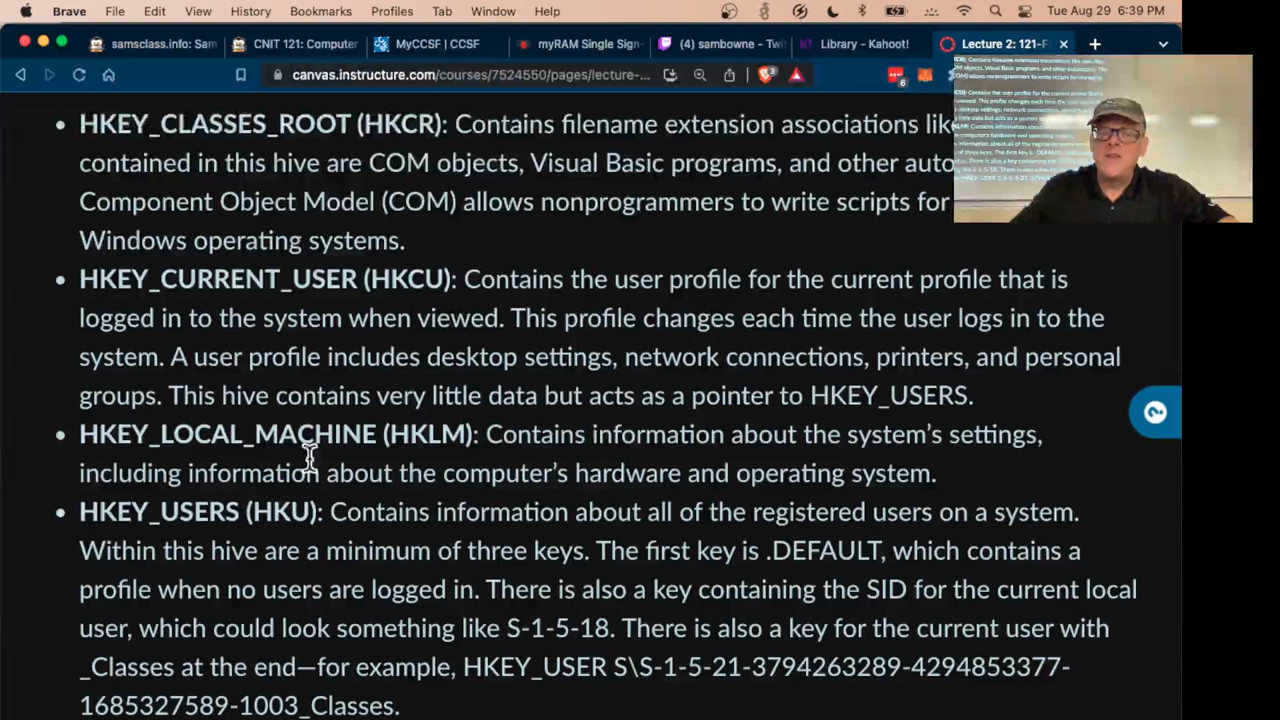 Brave File Edit View History Bookmarks Profiles Tab Window Help Tue Aug 29 6:39 PM
samsclass.info: Sam CNIT 121: Computer MyCCSF | CCSF myRAM Single Sign- (4) sambowne - Twi Library - Kahoot! Lecture 2: 121-F
canvas.instructure.com/courses/7524550/pages/lecture-... 6
• HKEY_CLASSES_ROOT (HKCR): Contains filename extension associations like
contained in this hive are COM objects, Visual Basic programs, and other auto
Component Object Model (COM) allows nonprogrammers to write scripts for
Windows operating systems.
• HKEY_CURRENT_USER (HKCU): Contains the user profile for the current profile that is
logged in to the system when viewed. This profile changes each time the user logs in to the
system. A user profile includes desktop settings, network connections, printers, and personal
groups. This hive contains very little data but acts as a pointer to HKEY_USERS.
• HKEY_LOCAL_MACHINE (HKLM): Contains information about the system's settings,
including information about the computer's hardware and operating system.
• HKEY_USERS (HKU): Contains information about all of the registered users on a system.
Within this hive are a minimum of three keys. The first key is .DEFAULT, which contains a
profile when no users are logged in. There is also a key containing the SID for the current local
user, which could look something like S-1-5-18. There is also a key for the current user with
_Classes at the end—for example, HKEY_USER S\S-1-5-21-3794263289-4294853377-
1685327589-1003_Classes.